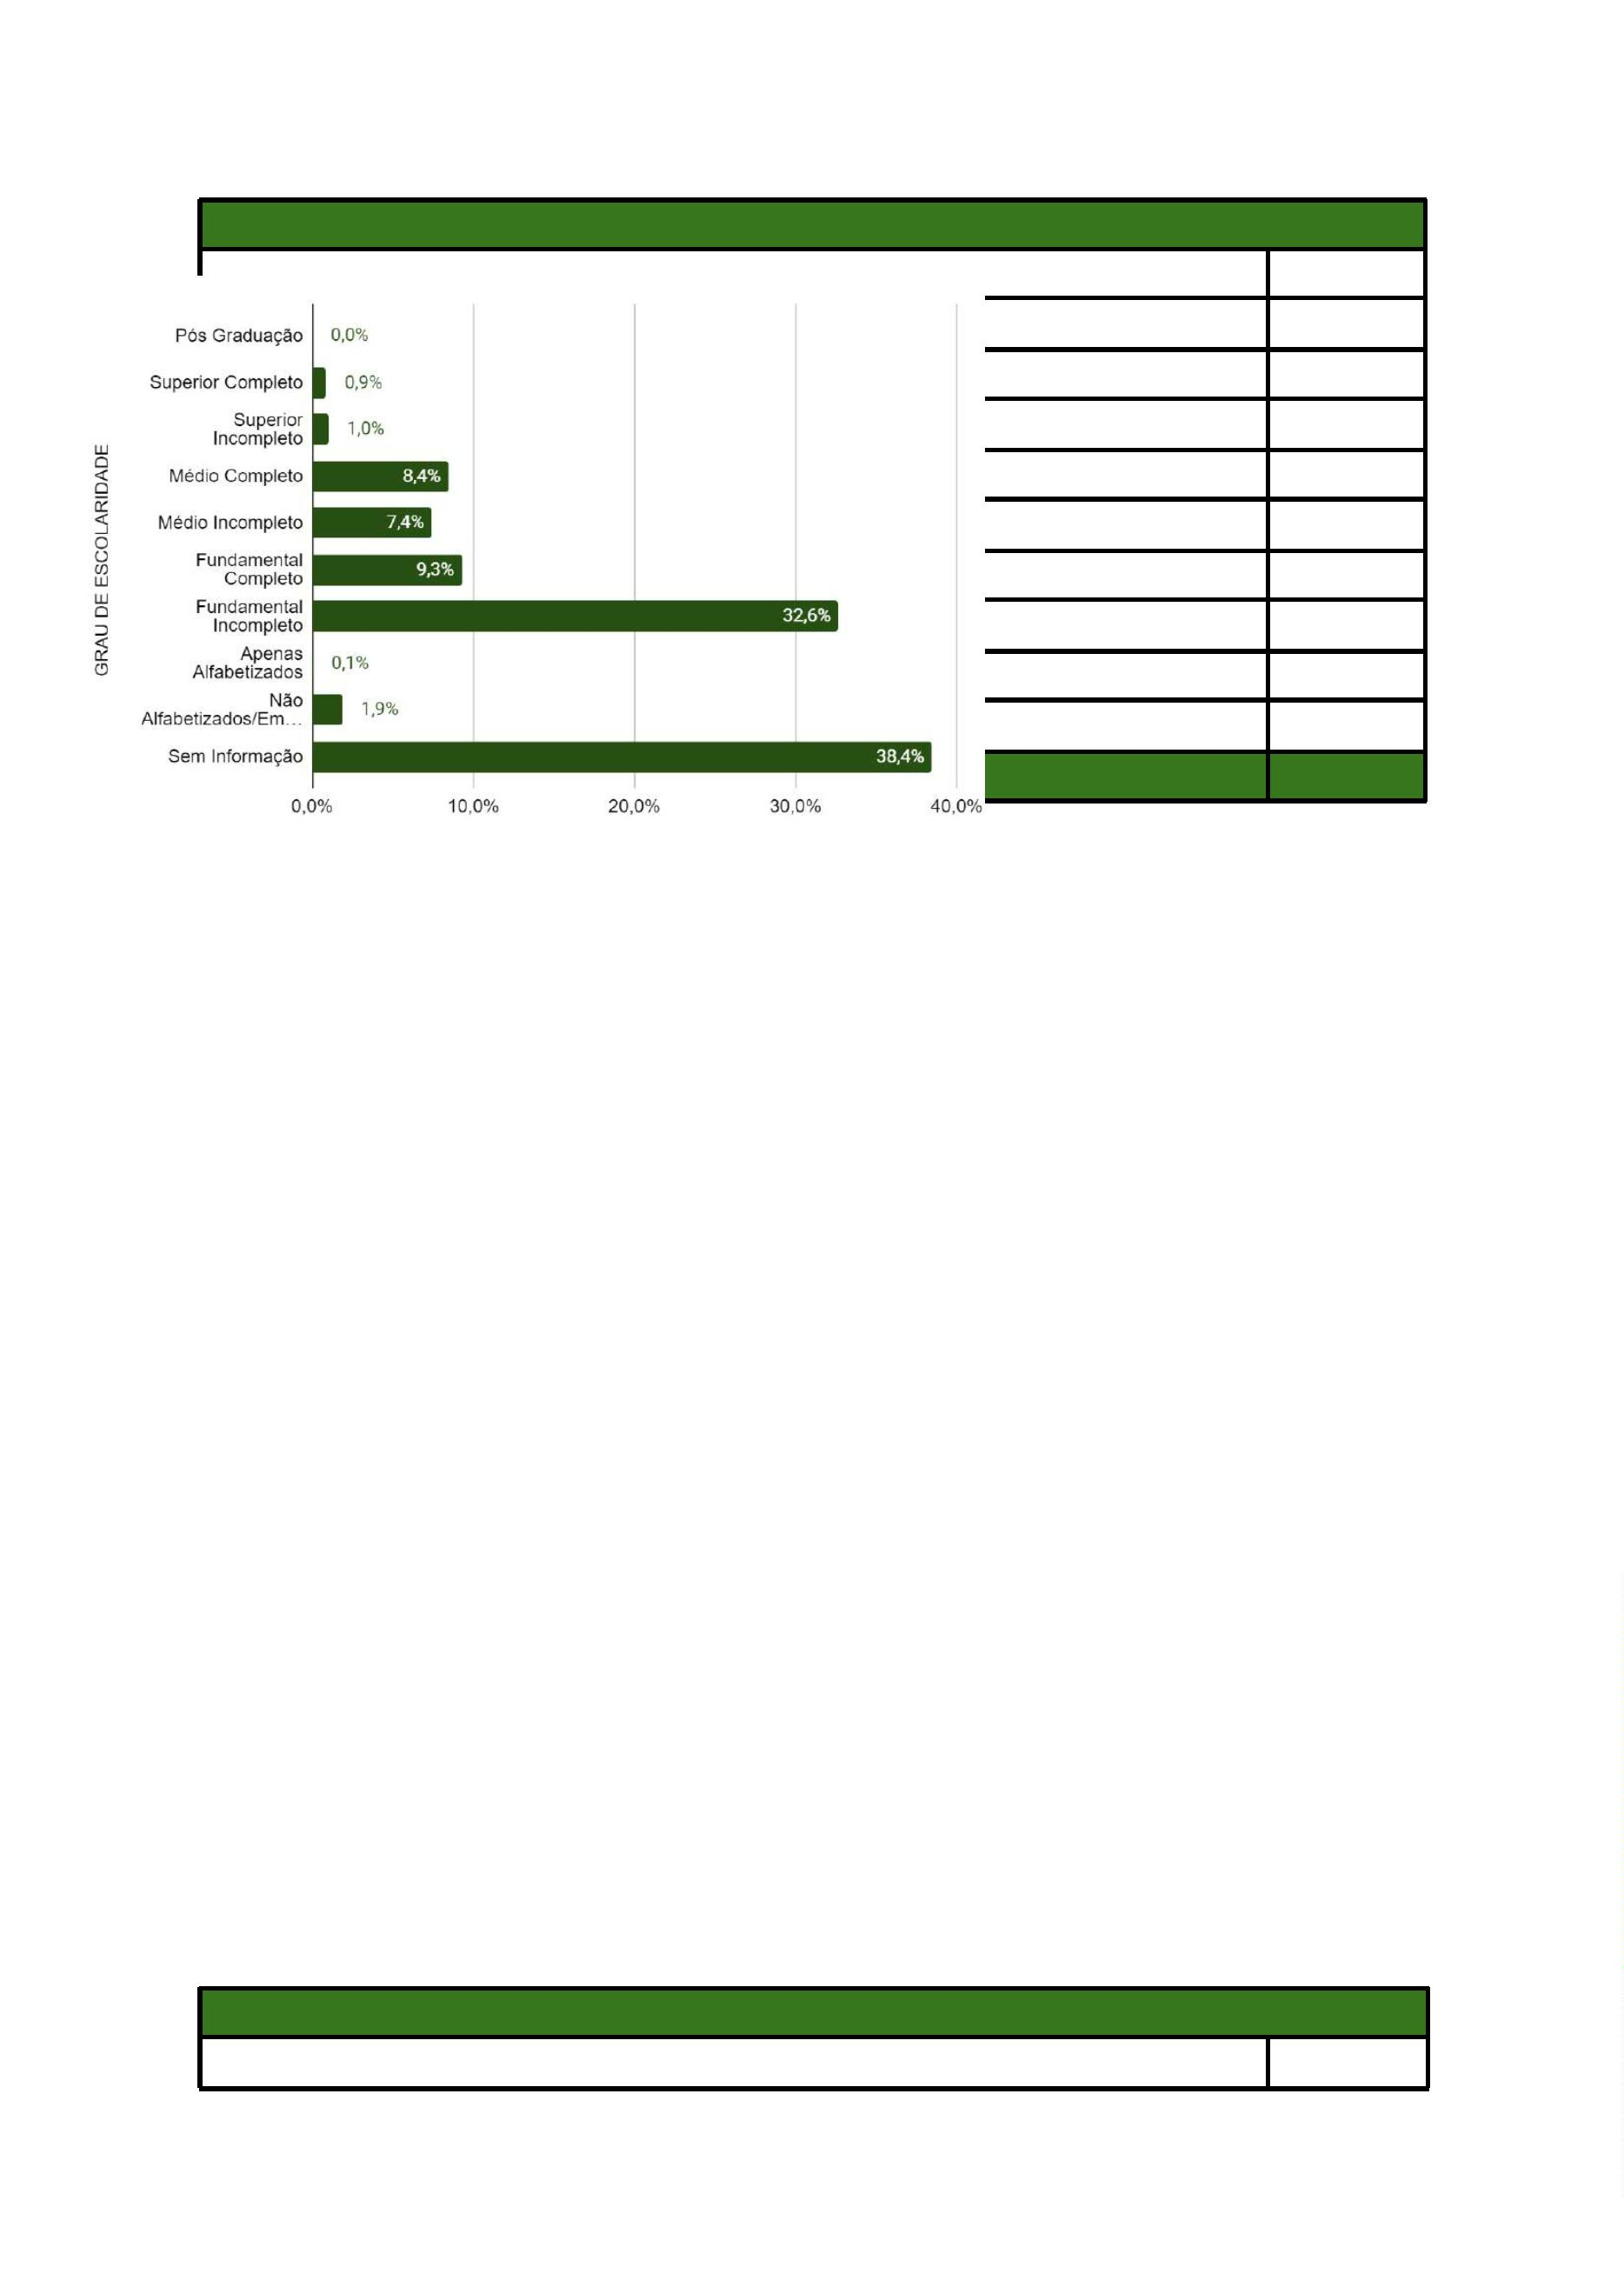 GRAU DE ESCOLARIDADE
Pós Graduação
0,0%
Superior Completo
0,9%
Superior
Incompleto
1,0%
Médio Completo
8,4%
Médio Incompleto
7,4%
Fundamental
Completo
9,3%
Fundamental
Incompleto
32,6%
Apenas
Alfabetizados
0,1%
Não
Alfabetizados/Em...
1,9%
Sem Informação
38,4%
0,0%
10,0%
20,0%
30,0%
40,0%